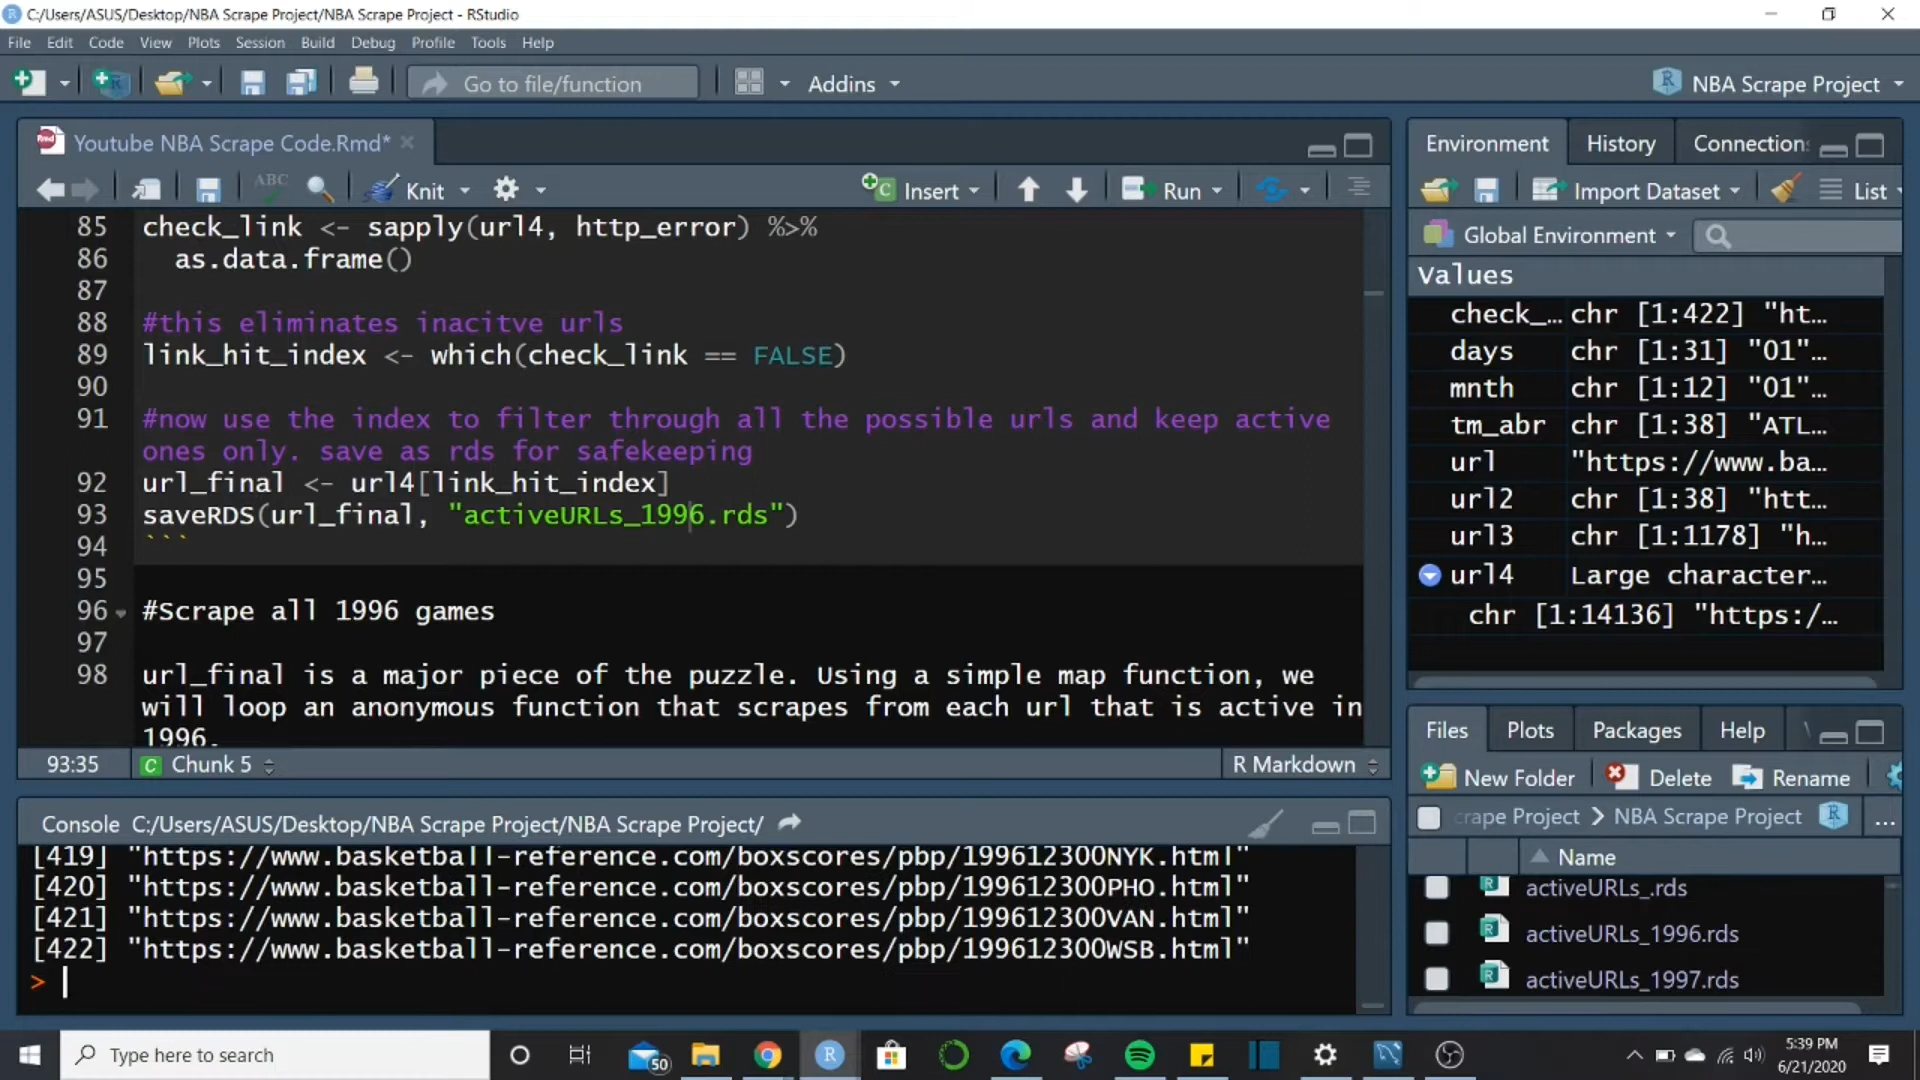 C:/Users/ASUS/Desktop/NBA Scrape Project/NBA Scrape Project - RStudio
File Edit Code View Plots Session Build Debug Profile Tools Help
Go to file/function
Addins
NBA Scrape Project
Youtube NBA Scrape Code.Rmd*
ABC
Knit
Insert
Run
85 check_link <- sapply(url4, http_error) %>%
86 as.data.frame()
87
88 #this eliminates inacitve urls
89 link_hit_index <- which(check_link == FALSE)
90
91 #now use the index to filter through all the possible urls and keep active
ones only. save as rds for safekeeping
92 url_final <- url4[link_hit_index]
93 saveRDS(url_final, "activeURLs_1996.rds")
94 ```
95
96 #Scrape all 1996 games
97
98 url_final is a major piece of the puzzle. Using a simple map function, we
will loop an anonymous function that scrapes from each url that is active in
1996.
93:35
Chunk 5
R Markdown
Console C:/Users/ASUS/Desktop/NBA Scrape Project/NBA Scrape Project/
[419] "https://www.basketball-reference.com/boxscores/pbp/199612300NYK.html"
[420] "https://www.basketball-reference.com/boxscores/pbp/199612300PHO.html"
[421] "https://www.basketball-reference.com/boxscores/pbp/199612300VAN.html"
[422] "https://www.basketball-reference.com/boxscores/pbp/199612300WSB.html"
>
Environment History Connection
Import Dataset List
Global Environment
Values
check_… chr [1:422] "ht…
days chr [1:31] "01"…
mnth chr [1:12] "01"…
tm_abr chr [1:38] "ATL…
url "https://www.ba…
url2 chr [1:38] "htt…
url3 chr [1:1178] "h…
url4 Large character…
chr [1:14136] "https:/…
Files Plots Packages Help
New Folder Delete Rename
crape Project > NBA Scrape Project ...
Name
activeURLs_.rds
activeURLs_1996.rds
activeURLs_1997.rds
Type here to search
50
5:39 PM
6/21/2020